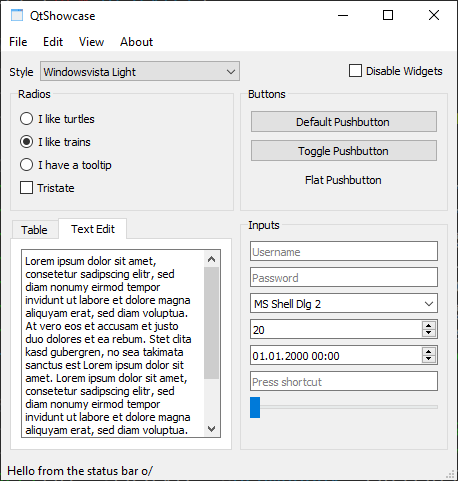 QtShowcase
File Edit View About
Style Windowsvista Light Disable Widgets
Radios
I like turtles
I like trains
I have a tooltip
Tristate
Buttons
Default Pushbutton
Toggle Pushbutton
Flat Pushbutton
Table Text Edit
Lorem ipsum dolor sit amet,
consetetur sadipscing elitr, sed
diam nonumy eirmod tempor
invidunt ut labore et dolore magna
aliquyam erat, sed diam voluptua.
At vero eos et accusam et justo
duo dolores et ea rebum. Stet clita
kasd gubergren, no sea takimata
sanctus est Lorem ipsum dolor sit
amet. Lorem ipsum dolor sit amet,
consetetur sadipscing elitr, sed
diam nonumy eirmod tempor
invidunt ut labore et dolore magna
aliquyam erat, sed diam voluptua.
Inputs
Username
Password
MS Shell Dlg 2
20
01.01.2000 00:00
Press shortcut
Hello from the status bar o/